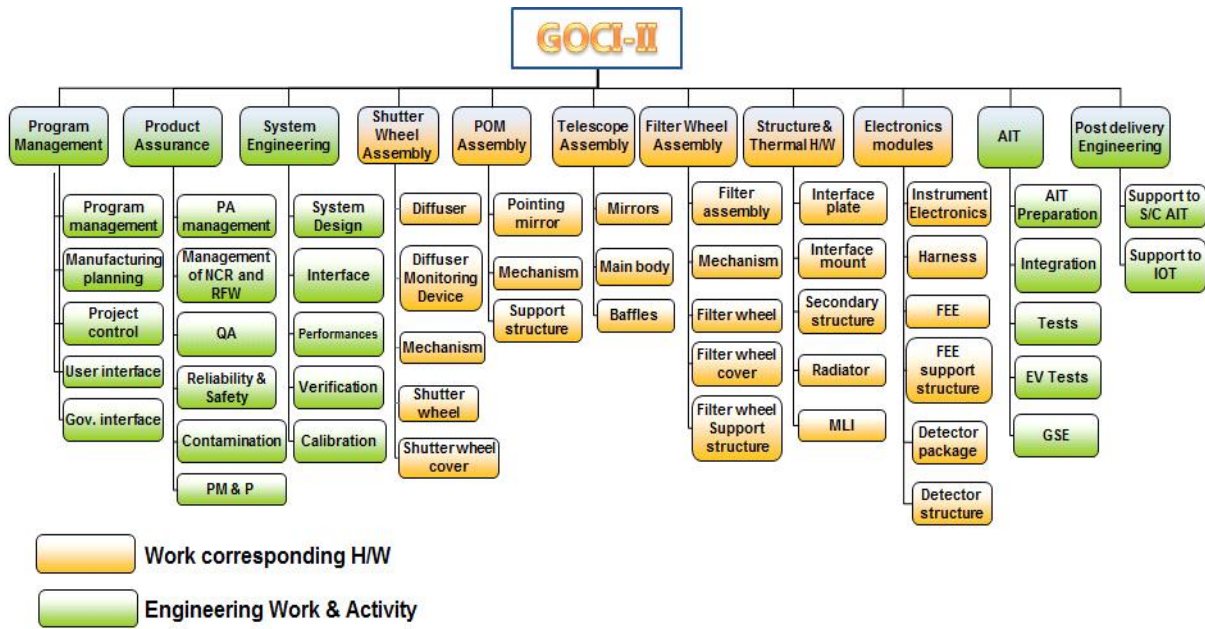 GOCI-II
Program
Management
Product
Assurance
System
Engineering
Shutter
Wheel
Assembly
POM
Assembly
Telescope
Assembly
Filter Wheel
Assembly
Structure &
Thermal H/W
Electronics
modules
AIT
Post delivery
Engineering
Program
management
Manufacturing
planning
Project
control
User interface
Gov. interface
PA
management
Management
of NCR and
RFW
QA
Reliability &
Safety
Contamination
PM & P
System
Design
Interface
Performances
Verification
Calibration
Diffuser
Diffuser
Monitoring
Device
Mechanism
Shutter
wheel
Shutter wheel
cover
Pointing
mirror
Mechanism
Support
structure
Mirrors
Main body
Baffles
Filter
assembly
Mechanism
Filter wheel
Filter wheel
cover
Filter wheel
Support
structure
Interface
plate
Interface
mount
Secondary
structure
Radiator
MLI
Instrument
Electronics
Harness
FEE
FEE
support
structure
Detector
package
Detector
structure
AIT
Preparation
Integration
Tests
EV Tests
GSE
Support to
S/C AIT
Support to
IOT
Work corresponding H/W
Engineering Work & Activity